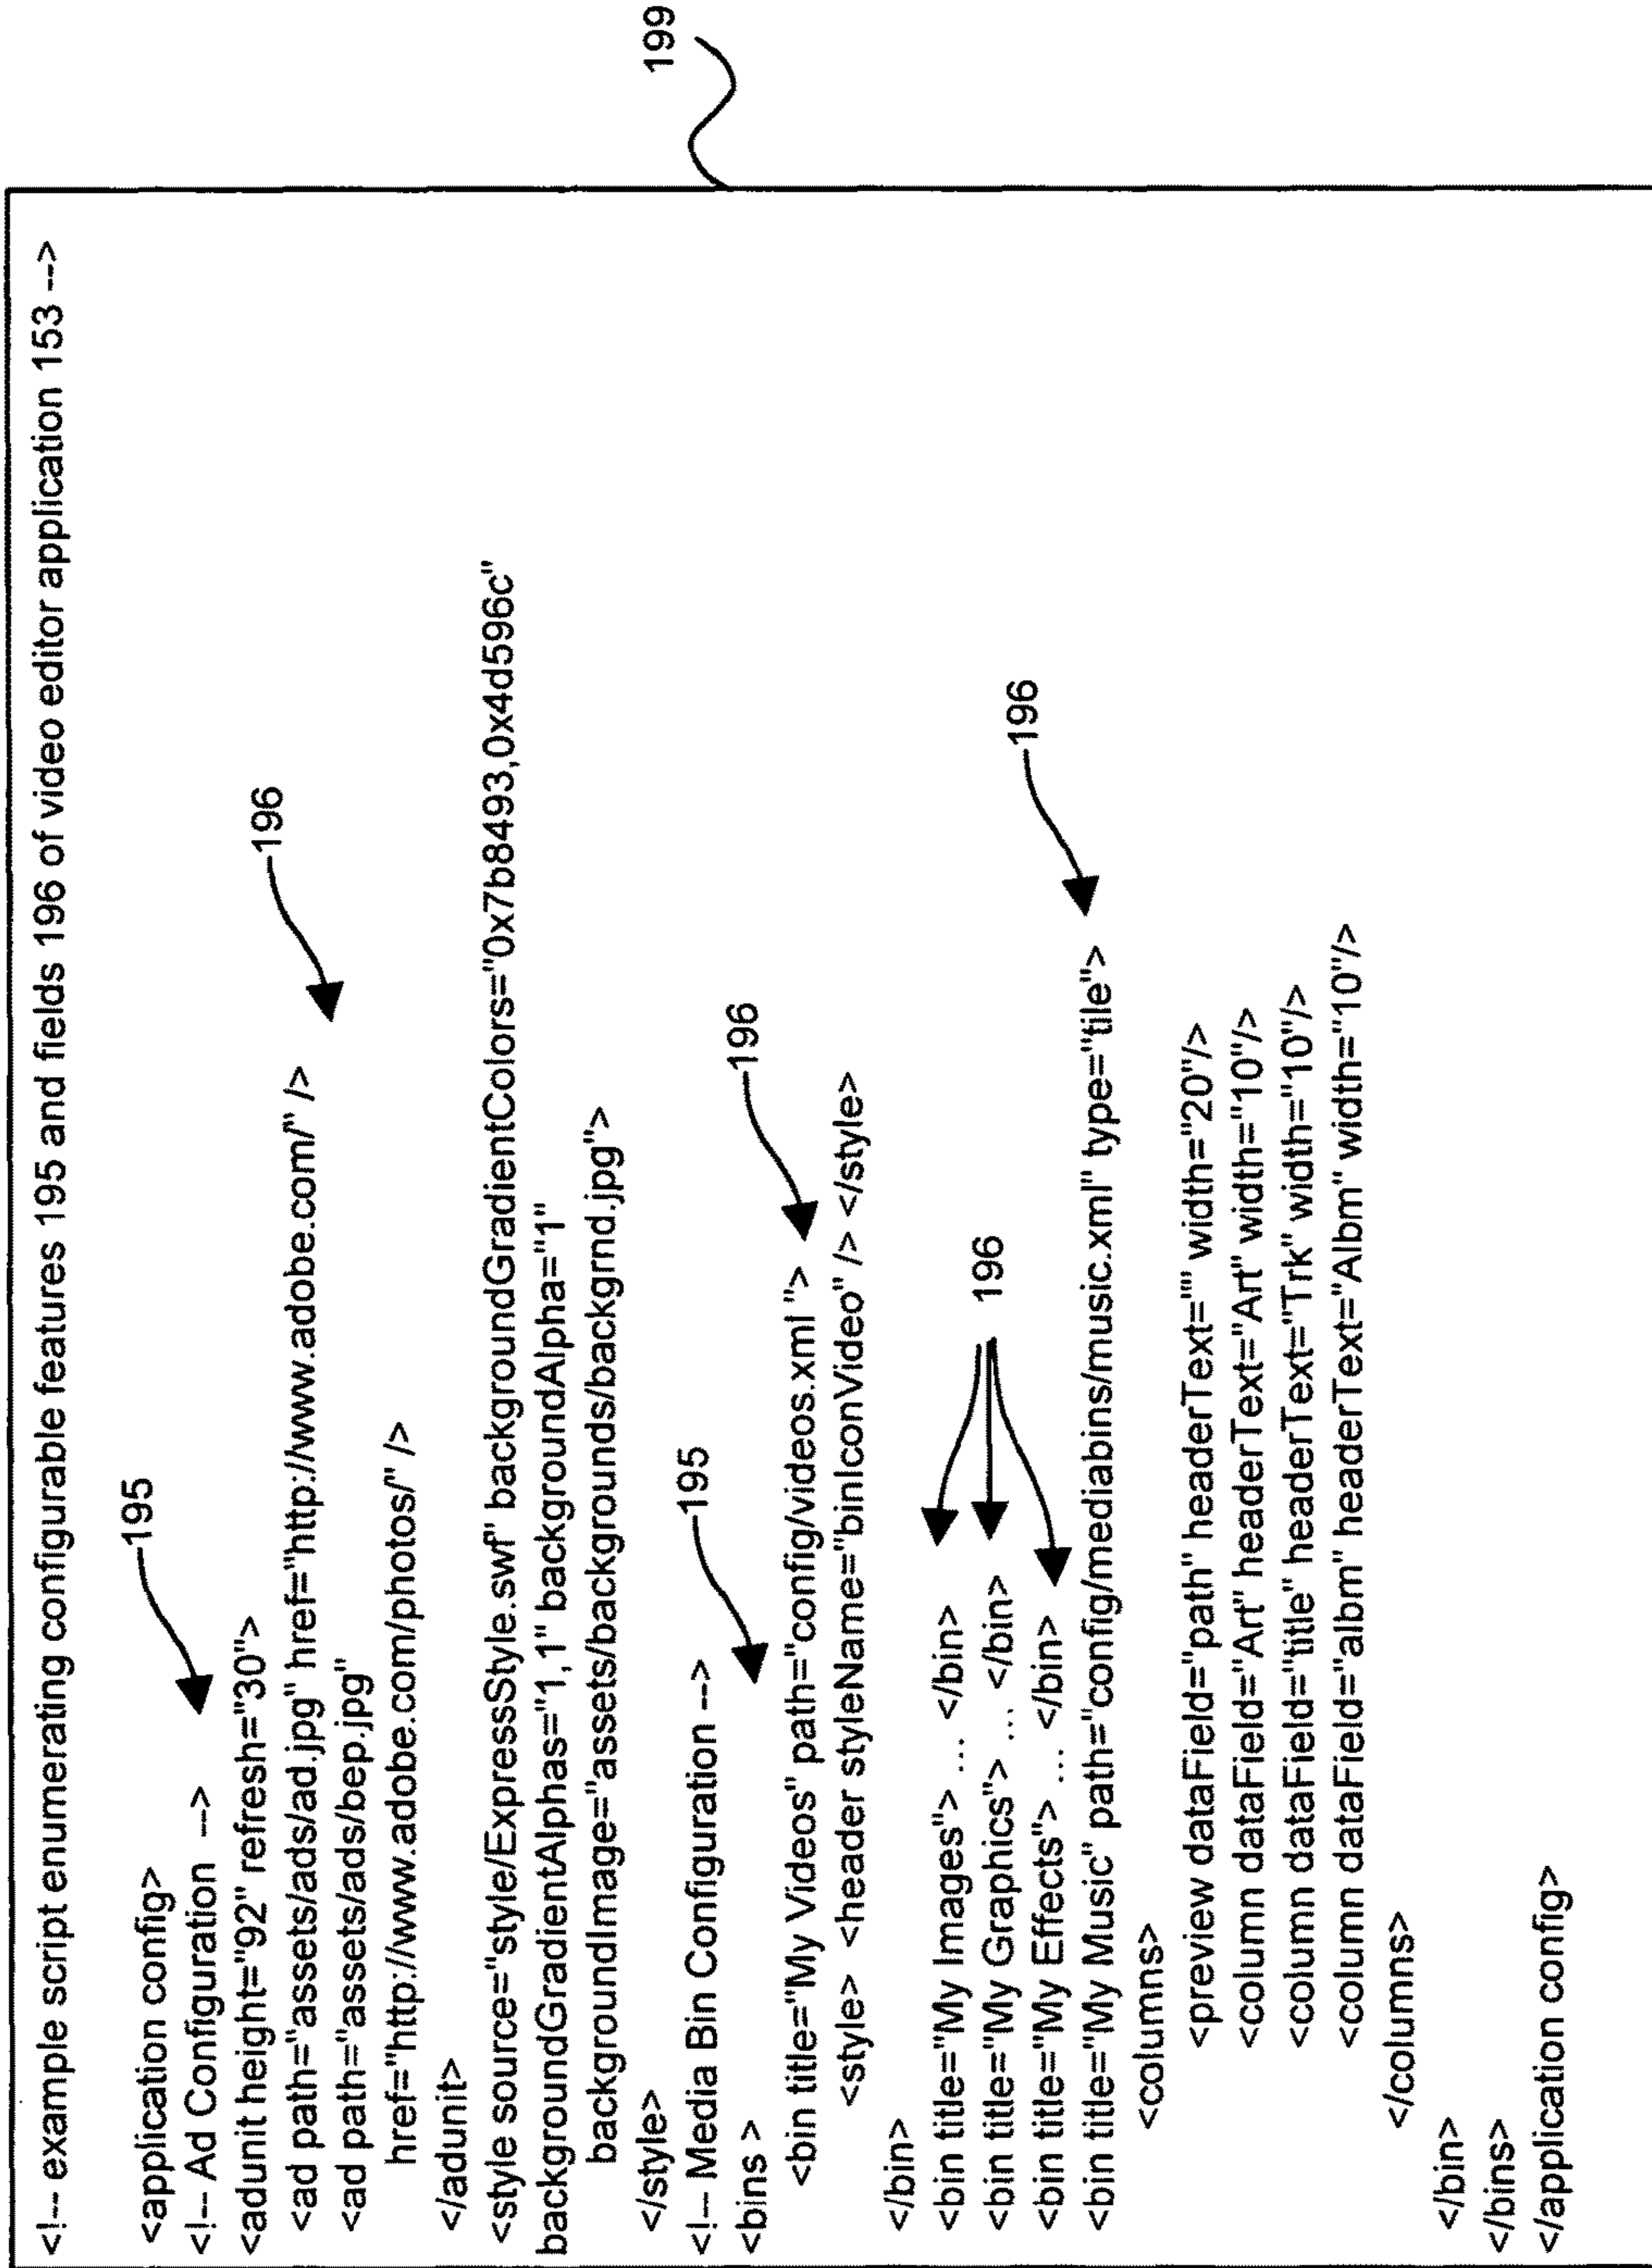 <!-- example script enumerating configurable features 195 and fields 196 of video editor application 153 -->
<application config>
195
<!-- Ad Configuration -->
<adunit height="92" refresh="30">
196
<ad path="assets/ads/ad.jpg" href="http://www.adobe.com/" />
<ad path="assets/ads/bep.jpg"
href="http://www.adobe.com/photos/" />
</adunit>
<style source="style/ExpressStyle.swf" backgroundGradientColors="0x7b8493,0x4d596c"
backgroundGradientAlphas="1,1" backgroundAlpha="1"
backgroundImage="assets/backgrounds/backgrnd.jpg">
</style>
199
<!-- Media Bin Configuration -->
195
<bins >
196
<bin title="My Videos" path="config/videos.xml ">
<style> <header styleName="binIconVideo" /> </style>
</bin>
<bin title="My Images"> ... </bin>
<bin title="My Graphics"> ... </bin>
196
<bin title="My Effects"> ... </bin>
196
<bin title="My Music" path="config/mediabins/music.xml" type="tile">
<columns>
<preview dataField="path" headerText="" width="20"/>
<column dataField="Art" headerText="Art" width="10"/>
<column dataField="title" headerText="Trk" width="10"/>
<column dataField="albm" headerText="Albm" width="10"/>
</columns>
</bin>
</bins>
</application config>